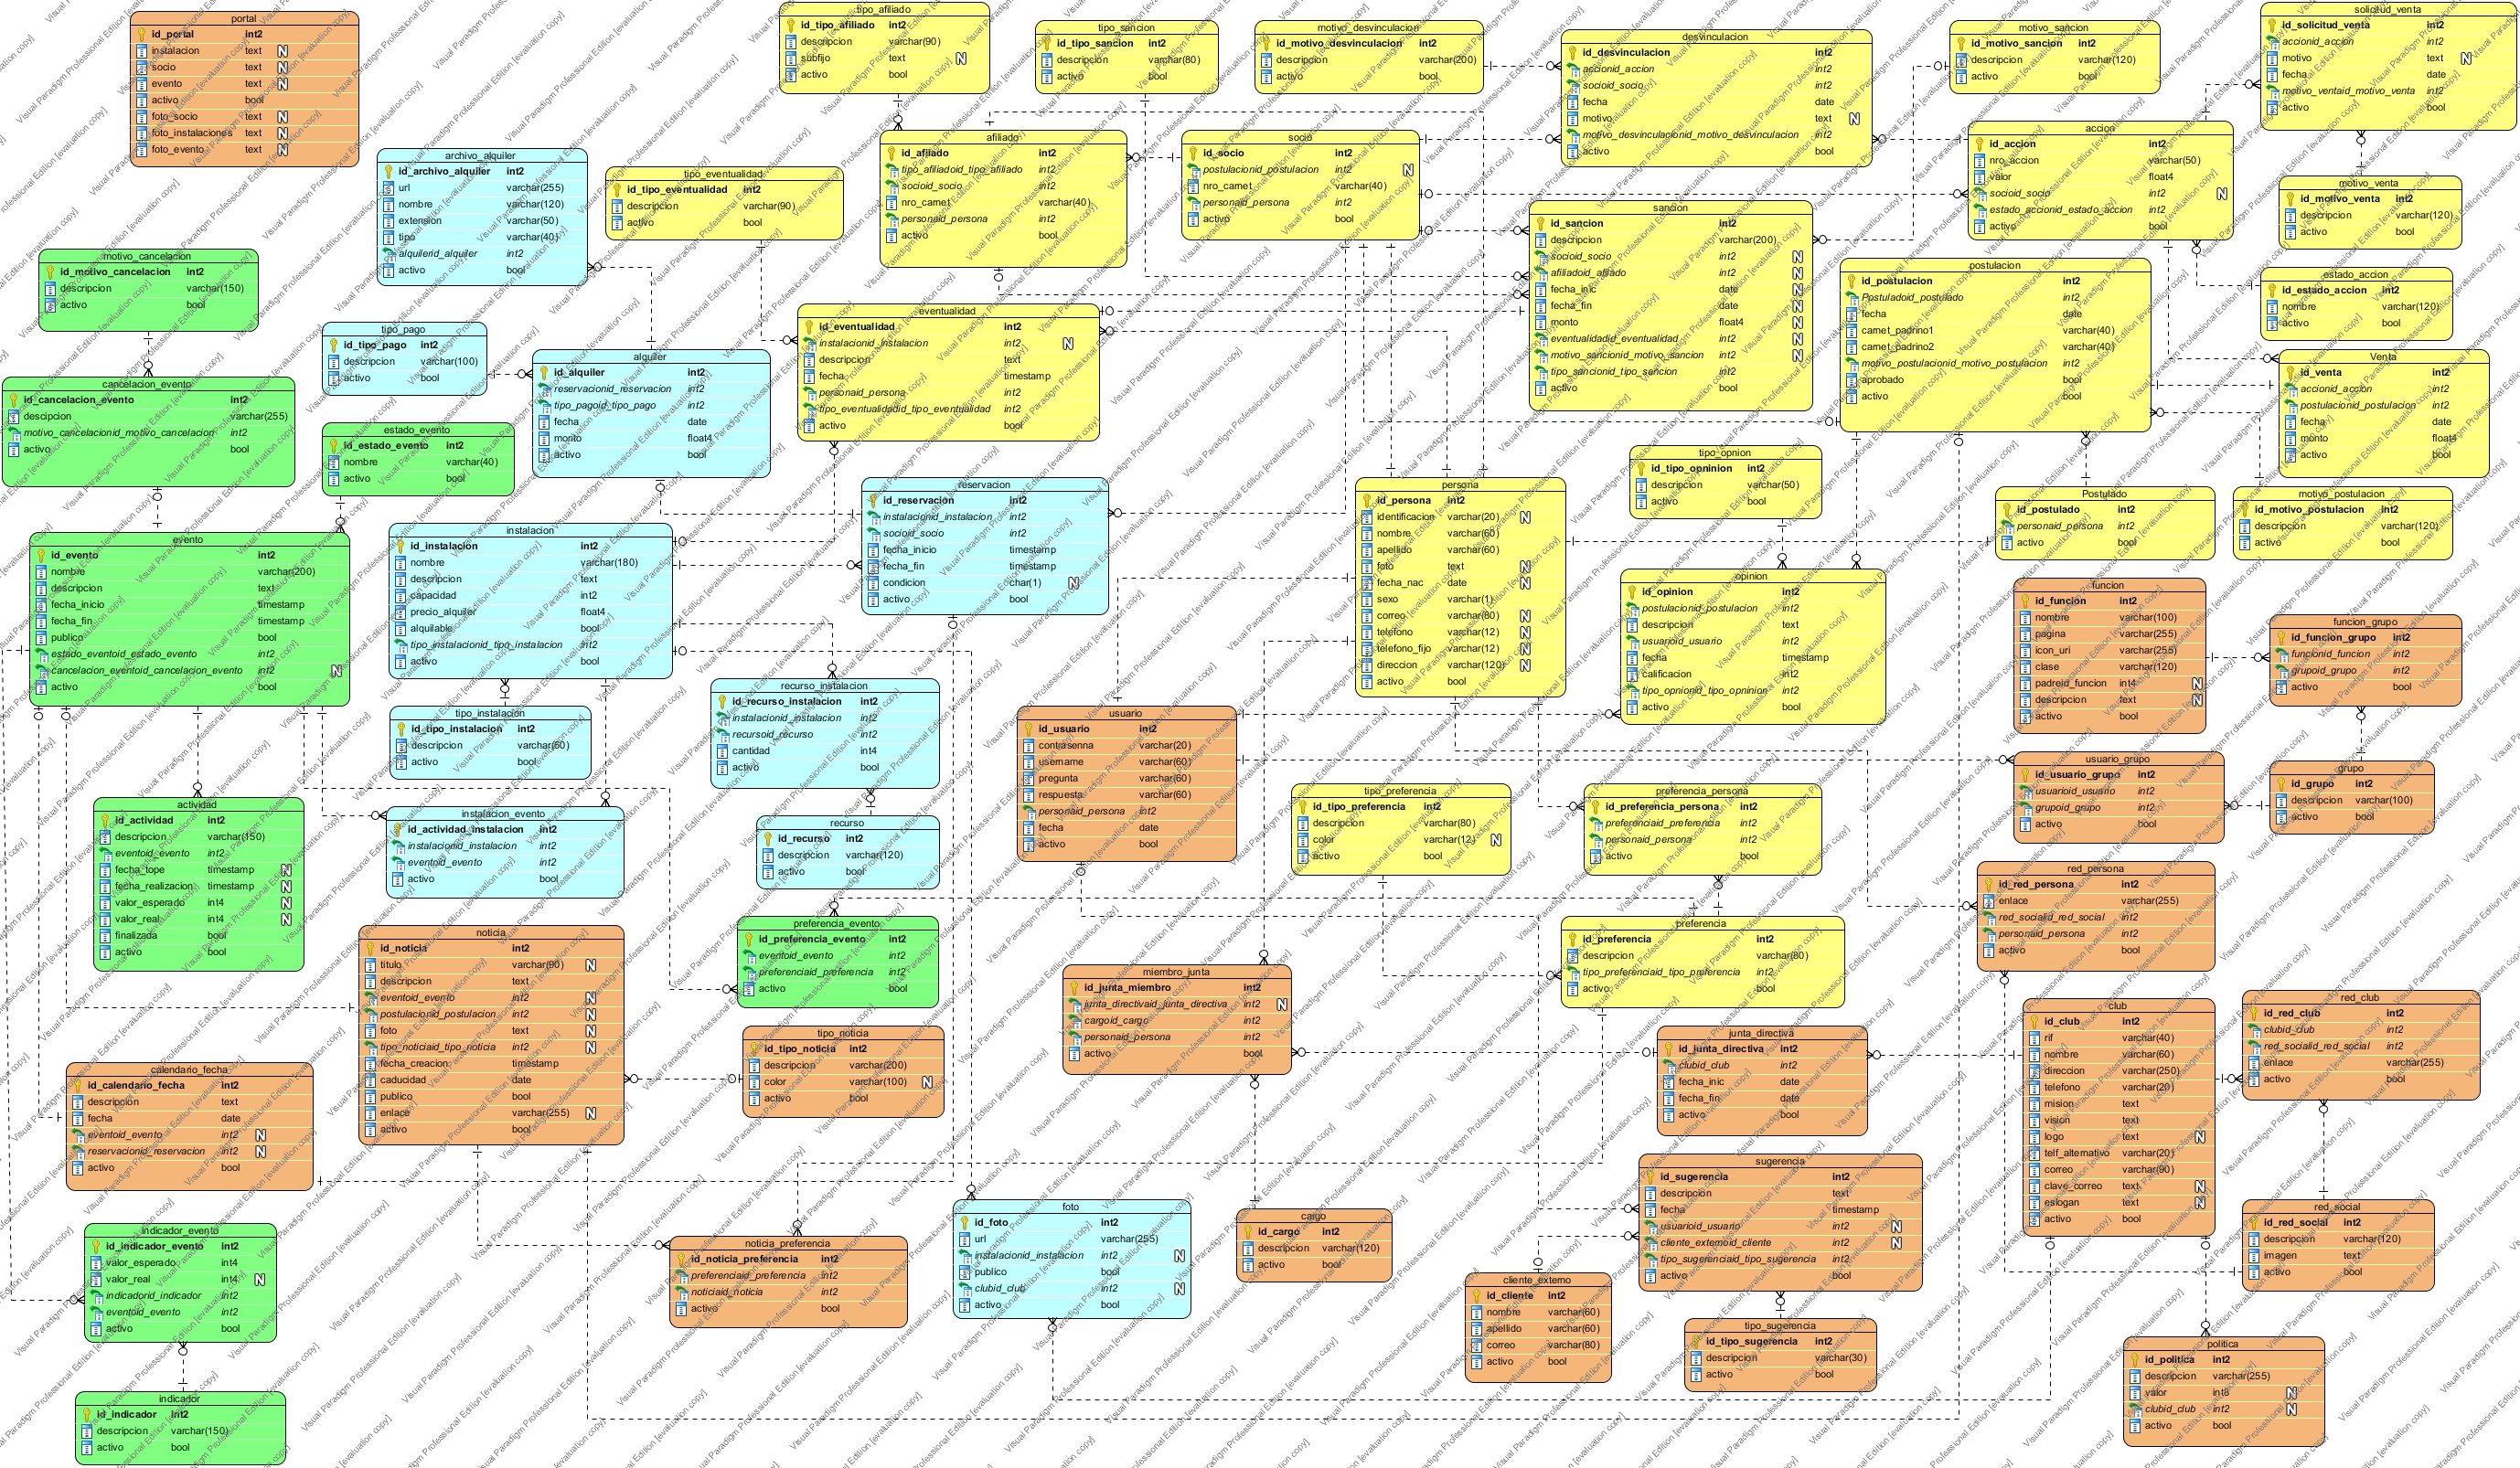 portal
id_portal int2
instalacion text N
socio text N
evento text N
activo bool
foto_socio text N
foto_instalaciones text N
foto_evento text N
tipo_afiliado
id_tipo_afiliado int2
descripcion varchar(90)
subfijo text N
activo bool
tipo_sancion
id_tipo_sancion int2
descripcion varchar(80)
activo bool
motivo_desvinculacion
id_motivo_desvinculacion int2
descripcion varchar(200)
activo bool
desvinculacion
id_desvinculacion int2
accionid_accion int2
socioid_socio int2
fecha date
motivo text N
motivo_desvinculacionid_motivo_desvinculacion int2
activo bool
motivo_sancion
id_motivo_sancion int2
descripcion varchar(120)
activo bool
solicitud_venta
id_solicitud_venta int2
accionid_accion int2
motivo text N
fecha date
motivo_ventaid_motivo_venta int2
activo bool
archivo_alquiler
id_archivo_alquiler int2
url varchar(255)
nombre varchar(120)
extension varchar(50)
tipo varchar(40)
alquilerid_alquiler int2
activo bool
tipo_eventualidad
id_tipo_eventualidad int2
descripcion varchar(90)
activo bool
afiliado
id_afiliado int2
tipo_afiliadoid_tipo_afiliado int2
socioid_socio int2
nro_carnet varchar(40)
personaid_persona int2
activo bool
socio
id_socio int2
postulacionid_postulacion int2 N
nro_carnet varchar(40)
personaid_persona int2
activo bool
accion
id_accion int2
nro_accion varchar(50)
valor float4
socioid_socio int2 N
estado_accionid_estado_accion int2
activo bool
motivo_venta
id_motivo_venta int2
descripcion varchar(120)
activo bool
sancion
id_sancion int2
descripcion varchar(200)
socioid_socio int2 N
afiliadoid_afiliado int2 N
fecha_inic date N
fecha_fin date N
monto float4 N
eventualidadid_eventualidad int2 N
motivo_sancionid_motivo_sancion int2 N
tipo_sancionid_tipo_sancion int2
activo bool
motivo_cancelacion
id_motivo_cancelacion int2
descripcion varchar(150)
activo bool
postulacion
id_postulacion int2
Postuladoid_postulado int2
fecha date
carnet_padrino1 varchar(40)
carnet_padrino2 varchar(40)
motivo_postulacionid_motivo_postulacion int2
aprobado bool
activo bool
estado_accion
id_estado_accion int2
nombre varchar(120)
activo bool
eventualidad
id_eventualidad int2
instalacionid_instalacion int2 N
descripcion text
fecha timestamp
personaid_persona int2
tipo_eventualidadid_tipo_eventualidad int2
activo bool
tipo_pago
id_tipo_pago int2
descripcion varchar(100)
activo bool
alquiler
id_alquiler int2
reservacionid_reservacion int2
tipo_pagoid_tipo_pago int2
fecha date
monto float4
activo bool
Venta
id_venta int2
accionid_accion int2
postulacionid_postulacion int2
fecha date
monto float4
activo bool
cancelacion_evento
id_cancelacion_evento int2
descipcion varchar(255)
motivo_cancelacionid_motivo_cancelacion int2
activo bool
estado_evento
id_estado_evento int2
nombre varchar(40)
activo bool
tipo_opnion
id_tipo_opninion int2
descripcion varchar(50)
activo bool
reservacion
id_reservacion int2
instalacionid_instalacion int2
socioid_socio int2
fecha_inicio timestamp
fecha_fin timestamp
condicion char(1) N
activo bool
persona
id_persona int2
identificacion varchar(20) N
nombre varchar(60)
apellido varchar(60)
foto text N
fecha_nac date N
sexo varchar(1)
correo varchar(80) N
telefono varchar(12) N
telefono_fijo varchar(12) N
direccion varchar(120) N
activo bool
Postulado
id_postulado int2
personaid_persona int2
activo bool
motivo_postulacion
id_motivo_postulacion int2
descripcion varchar(120)
activo bool
evento
id_evento int2
nombre varchar(200)
descripcion text
fecha_inicio timestamp
fecha_fin timestamp
publico bool
estado_eventoid_estado_evento int2
cancelacion_eventoid_cancelacion_evento int2 N
activo bool
instalacion
id_instalacion int2
nombre varchar(180)
descripcion text
capacidad int2
precio_alquiler float4
alquilable bool
tipo_instalacionid_tipo_instalacion int2
activo bool
opinion
id_opinion int2
postulacionid_postulacion int2
descripcion text
usuarioid_usuario int2
fecha timestamp
calificacion int2
tipo_opnionid_tipo_opninion int2
activo bool
funcion
id_funcion int2
nombre varchar(100)
pagina varchar(255)
icon_uri varchar(255)
clase varchar(120)
padreid_funcion int4 N
descripcion text N
activo bool
funcion_grupo
id_funcion_grupo int2
funcionid_funcion int2
grupoid_grupo int2
activo bool
recurso_instalacion
id_recurso_instalacion int2
instalacionid_instalacion int2
recursoid_recurso int2
cantidad int4
activo bool
tipo_instalacion
id_tipo_instalacion int2
descripcion varchar(60)
activo bool
usuario
id_usuario int2
contrasenna varchar(20)
username varchar(60)
pregunta varchar(60)
respuesta varchar(60)
personaid_persona int2
fecha date
activo bool
usuario_grupo
id_usuario_grupo int2
usuarioid_usuario int2
grupoid_grupo int2
activo bool
grupo
id_grupo int2
descripcion varchar(100)
activo bool
actividad
id_actividad int2
descripcion varchar(150)
eventoid_evento int2
fecha_tope timestamp N
fecha_realizacion timestamp N
valor_esperado int4 N
valor_real int4 N
finalizada bool
activo bool
instalacion_evento
id_actividad_instalacion int2
instalacionid_instalacion int2
eventoid_evento int2
activo bool
recurso
id_recurso int2
descripcion varchar(120)
activo bool
tipo_preferencia
id_tipo_preferencia int2
descripcion varchar(80)
color varchar(12) N
activo bool
preferencia_persona
id_preferencia_persona int2
preferenciaid_preferencia int2
personaid_persona int2
activo bool
red_persona
id_red_persona int2
enlace varchar(255)
red_socialid_red_social int2
personaid_persona int2
activo bool
noticia
id_noticia int2
titulo varchar(90) N
descripcion text
eventoid_evento int2 N
postulacionid_postulacion int2 N
foto text N
tipo_noticiaid_tipo_noticia int2 N
fecha_creacion timestamp
caducidad date
publico bool
enlace varchar(255) N
activo bool
preferencia_evento
id_preferencia_evento int2
eventoid_evento int2
preferenciaid_preferencia int2
activo bool
preferencia
id_preferencia int2
descripcion varchar(80)
tipo_preferenciaid_tipo_preferencia int2
activo bool
miembro_junta
id_junta_miembro int2
junta_directivaid_junta_directiva int2 N
cargoid_cargo int2
personaid_persona int2
activo bool
tipo_noticia
id_tipo_noticia int2
descripcion varchar(200)
color varchar(100) N
activo bool
junta_directiva
id_junta_directiva int2
clubid_club int2
fecha_inic date
fecha_fin date
activo bool
club
id_club int2
rif varchar(40)
nombre varchar(60)
direccion varchar(250)
telefono varchar(20)
mision text
vision text
logo text N
telf_alternativo varchar(20)
correo varchar(90)
clave_correo text N
eslogan text N
activo bool
red_club
id_red_club int2
clubid_club int2
red_socialid_red_social int2
enlace varchar(255)
activo bool
calendario_fecha
id_calendario_fecha int2
descripcion text
fecha date
eventoid_evento int2 N
reservacionid_reservacion int2 N
activo bool
sugerencia
id_sugerencia int2
descripcion text
fecha timestamp
usuarioid_usuario int2 N
cliente_externoid_cliente int2 N
tipo_sugerenciaid_tipo_sugerencia int2
activo bool
foto
id_foto int2
url varchar(255)
instalacionid_instalacion int2 N
publico bool
clubid_club int2 N
activo bool
cargo
id_cargo int2
descripcion varchar(120)
activo bool
red_social
id_red_social int2
descripcion varchar(120)
imagen text
activo bool
indicador_evento
id_indicador_evento int2
valor_esperado int4
valor_real int4 N
indicadorid_indicador int2
eventoid_evento int2
activo bool
noticia_preferencia
id_noticia_preferencia int2
preferenciaid_preferencia int2
noticiaid_noticia int2
activo bool
cliente_externo
id_cliente int2
nombre varchar(60)
apellido varchar(60)
correo varchar(80)
activo bool
tipo_sugerencia
id_tipo_sugerencia int2
descripcion varchar(30)
activo bool
politica
id_politica int2
descripcion varchar(255)
valor int8 N
clubid_club int2 N
activo bool
indicador
id_indicador int2
descripcion varchar(150)
activo bool
Visual Paradigm Professional Edition [evaluation copy]